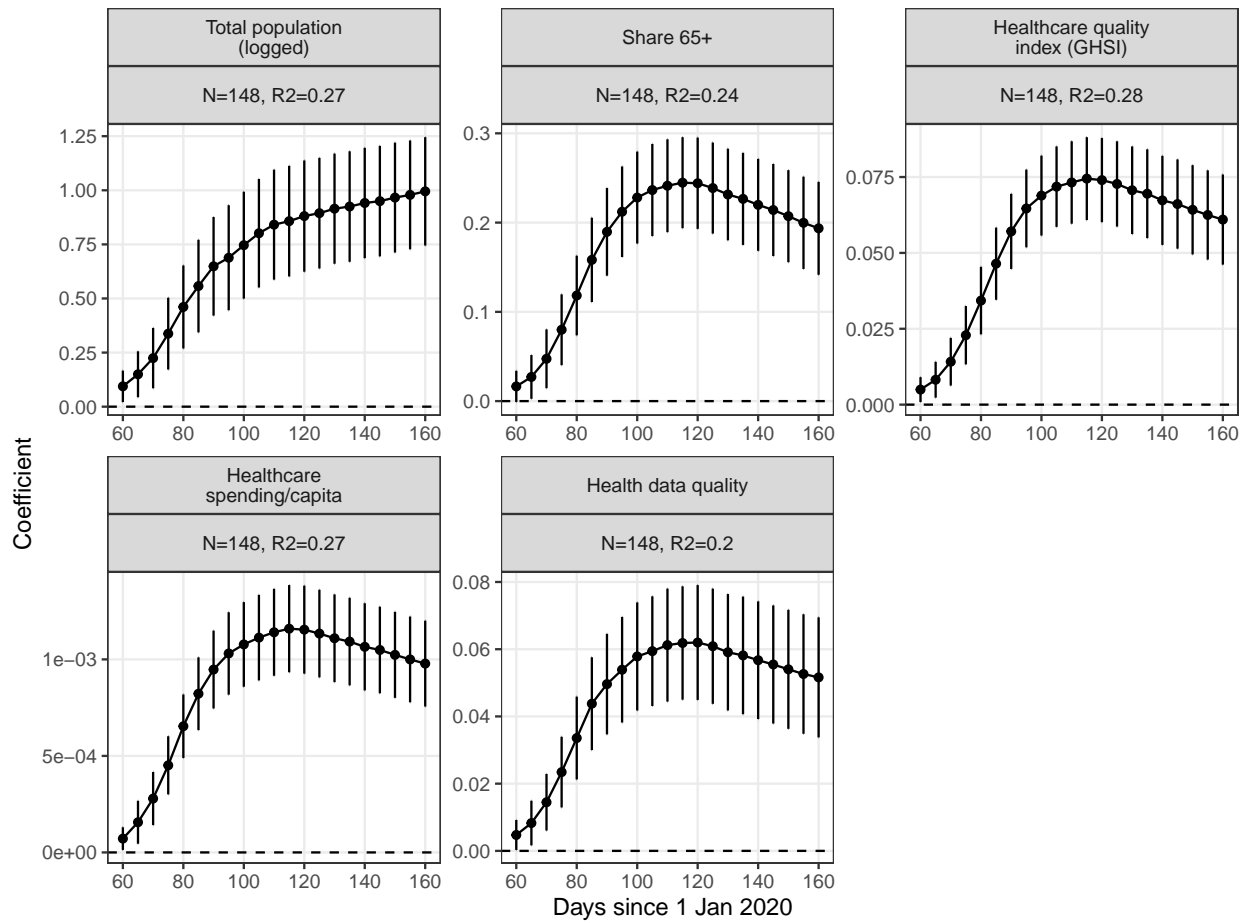 Total population
(logged)
N=148, R2=0.27
Share 65+
N=148, R2=0.24
Healthcare quality
index (GHSI)
N=148, R2=0.28
1.25
1.00
0.75
0.50
0.25
0.00
60 80 100 120 140 160
0.3
0.2
0.1
0.0
60 80 100 120 140 160
0.075
0.050
0.025
0.000
60 80 100 120 140 160
Coefficient
Healthcare
spending/capita
N=148, R2=0.27
Health data quality
N=148, R2=0.2
1e−03
5e−04
0e+00
60 80 100 120 140 160
0.08
0.06
0.04
0.02
0.00
60 80 100 120 140 160
Days since 1 Jan 2020